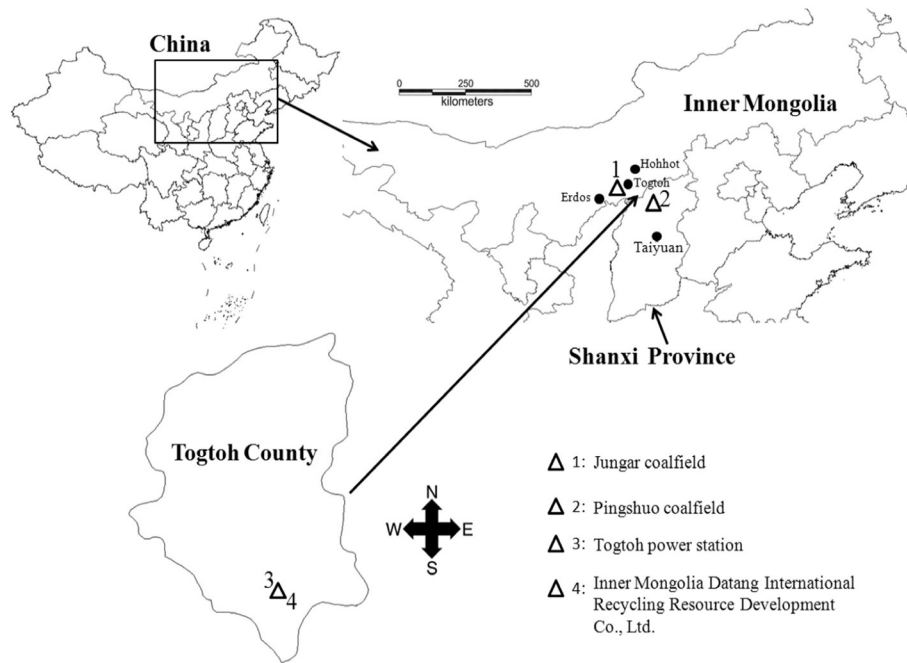 China
0 250 500
kilometers
Inner Mongolia
Hohhot
1
Togtoh
Erdos
2
Taiyuan
Shanxi Province
Togtoh County
N
W E
S
3
4
1: Jungar coalfield
2: Pingshuo coalfield
3: Togtoh power station
4: Inner Mongolia Datang International
Recycling Resource Development
Co., Ltd.